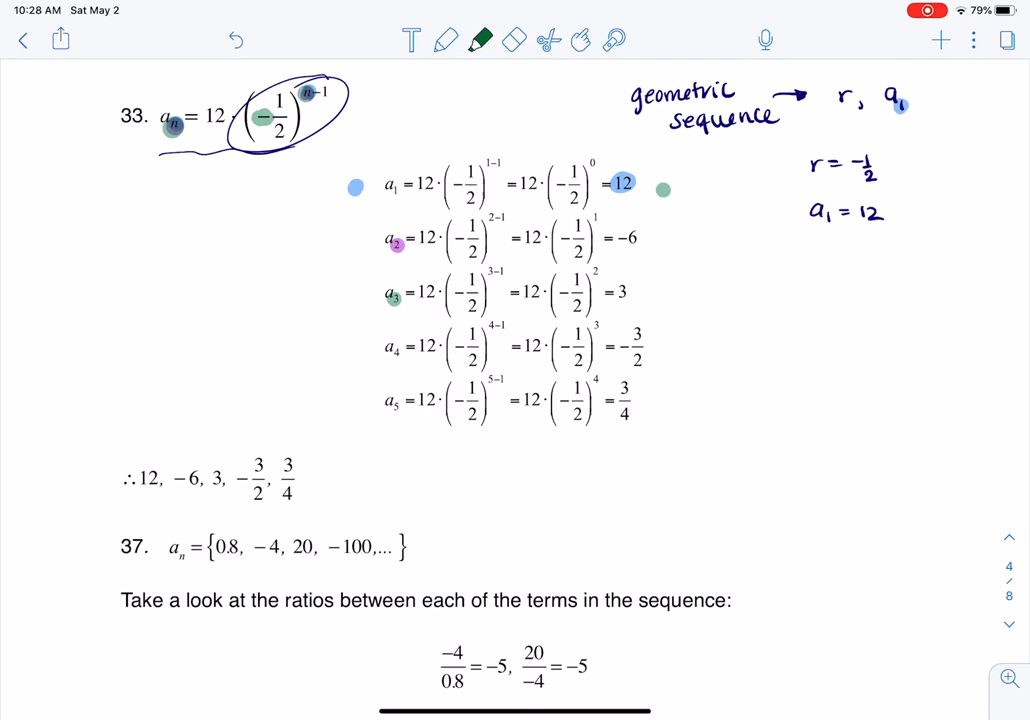 10:28 AM Sat May 2
79%
33. aₙ = 12 · (−1/2)ⁿ⁻¹
geometric → r, a₁
sequence
r = −1/2
a₁ = 12
a₁ = 12·(−1/2)¹⁻¹ = 12·(−1/2)⁰ = 12
a₂ = 12·(−1/2)²⁻¹ = 12·(−1/2)¹ = −6
a₃ = 12·(−1/2)³⁻¹ = 12·(−1/2)² = 3
a₄ = 12·(−1/2)⁴⁻¹ = 12·(−1/2)³ = −3/2
a₅ = 12·(−1/2)⁵⁻¹ = 12·(−1/2)⁴ = 3/4
∴12, −6, 3, −3/2, 3/4
37. aₙ = {0.8, −4, 20, −100,... }
Take a look at the ratios between each of the terms in the sequence:
−4/0.8 = −5, 20/−4 = −5
4
/
8